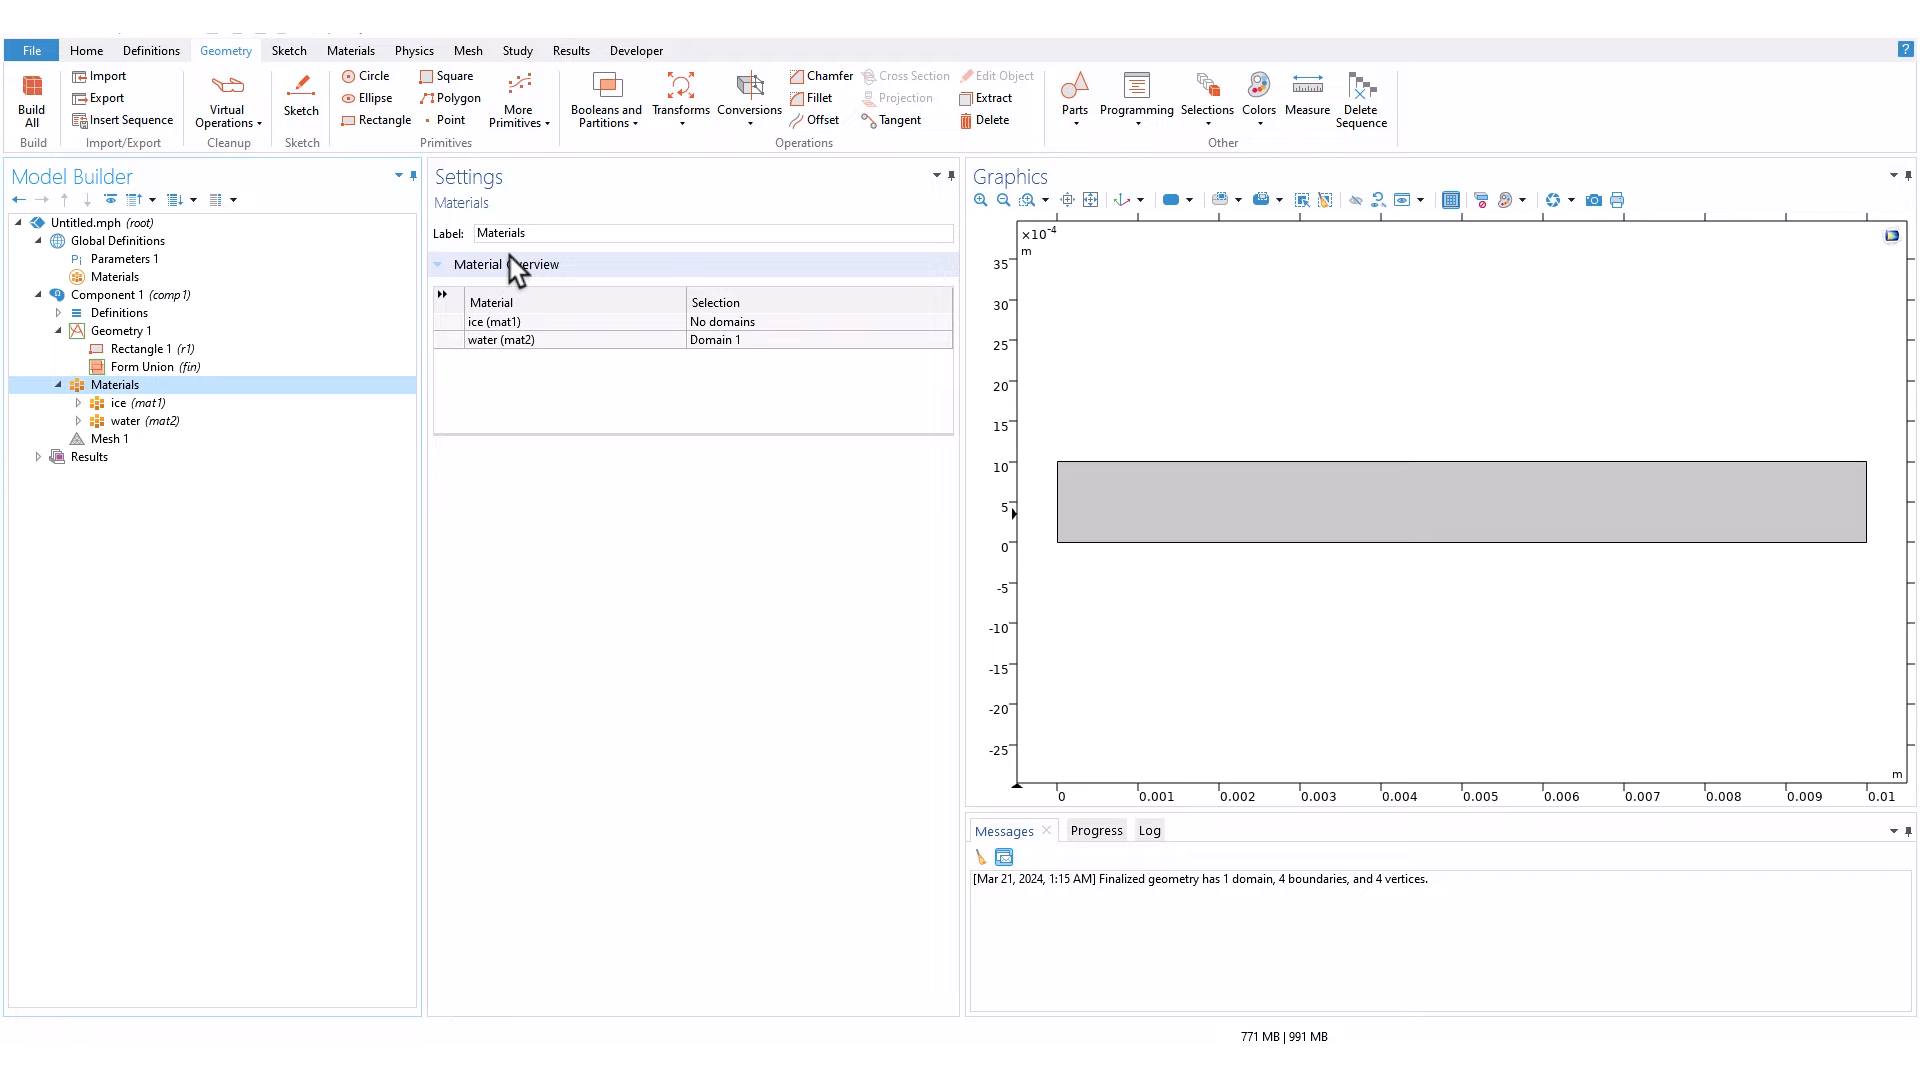 File Home Definitions Geometry Sketch Materials Physics Mesh Study Results Developer ?
Build All
Build
Import
Export
Insert Sequence
Import/Export
Virtual Operations
Cleanup
Sketch
Sketch
Circle Square
Ellipse Polygon
Rectangle Point
More Primitives
Primitives
Booleans and Partitions
Transforms
Conversions
Chamfer Cross Section Edit Object
Fillet Projection Extract
Offset Tangent Delete
Operations
Parts
Programming
Selections
Colors
Measure
Delete Sequence
Other
Model Builder
Untitled.mph (root)
Global Definitions
Pi Parameters 1
Materials
Component 1 (comp1)
Definitions
Geometry 1
Rectangle 1 (r1)
Form Union (fin)
Materials
ice (mat1)
water (mat2)
Mesh 1
Results
Settings
Materials
Label: Materials
Material Overview
Material Selection
ice (mat1) No domains
water (mat2) Domain 1
Graphics
×10-4
m
35
30
25
20
15
10
5
0
-5
-10
-15
-20
-25
m
0 0.001 0.002 0.003 0.004 0.005 0.006 0.007 0.008 0.009 0.01
Messages Progress Log
[Mar 21, 2024, 1:15 AM] Finalized geometry has 1 domain, 4 boundaries, and 4 vertices.
771 MB | 991 MB